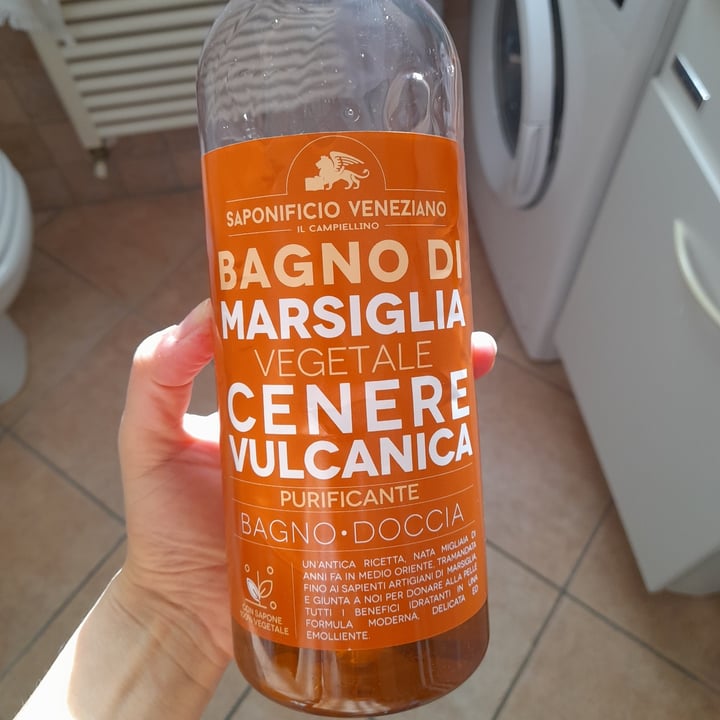 SAPONIFICIO VENEZIANO
IL CAMPIELLINO
BAGNO DI
MARSIGLIA
VEGETALE
CENERE
VULCANICA
PURIFICANTE
BAGNO•DOCCIA
UN'ANTICA RICETTA, NATA MIGLIAIA DI
ANNI FA IN MEDIO ORIENTE, TRAMANDATA
FINO AI SAPIENTI ARTIGIANI DI MARSIGLIA
E GIUNTA A NOI PER DONARE ALLA PELLE
TUTTI I BENEFICI IDRATANTI IN UNA
FORMULA MODERNA, DELICATA ED
EMOLLIENTE.
CON SAPONE
100% VEGETALE